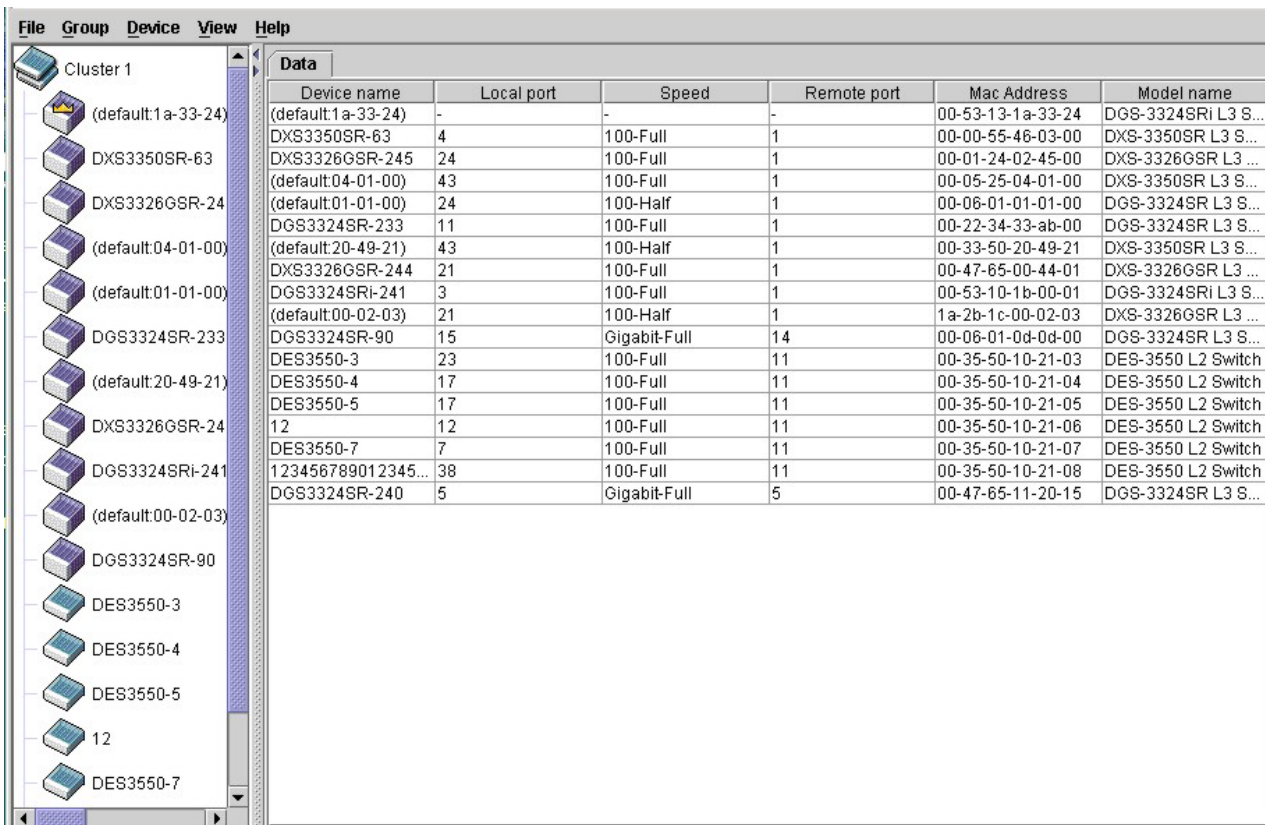 File Group Device View Help
Cluster 1
(default:1a-33-24)
DXS3350SR-63
DXS3326GSR-24
(default:04-01-00)
(default:01-01-00)
DGS3324SR-233
(default:20-49-21)
DXS3326GSR-24
DGS3324SRi-241
(default:00-02-03)
DGS3324SR-90
DES3550-3
DES3550-4
DES3550-5
12
DES3550-7
Data
Device name Local port Speed Remote port Mac Address Model name
(default:1a-33-24) - - - 00-53-13-1a-33-24 DGS-3324SRi L3 S...
DXS3350SR-63 4 100-Full 1 00-00-55-46-03-00 DXS-3350SR L3 S...
DXS3326GSR-245 24 100-Full 1 00-01-24-02-45-00 DXS-3326GSR L3 ...
(default:04-01-00) 43 100-Full 1 00-05-25-04-01-00 DXS-3350SR L3 S...
(default:01-01-00) 24 100-Half 1 00-06-01-01-01-00 DGS-3324SR L3 S...
DGS3324SR-233 11 100-Full 1 00-22-34-33-ab-00 DGS-3324SR L3 S...
(default:20-49-21) 43 100-Half 1 00-33-50-20-49-21 DXS-3350SR L3 S...
DXS3326GSR-244 21 100-Full 1 00-47-65-00-44-01 DXS-3326GSR L3 ...
DGS3324SRi-241 3 100-Full 1 00-53-10-1b-00-01 DGS-3324SRi L3 S...
(default:00-02-03) 21 100-Half 1 1a-2b-1c-00-02-03 DXS-3326GSR L3 ...
DGS3324SR-90 15 Gigabit-Full 14 00-06-01-0d-0d-00 DGS-3324SR L3 S...
DES3550-3 23 100-Full 11 00-35-50-10-21-03 DES-3550 L2 Switch
DES3550-4 17 100-Full 11 00-35-50-10-21-04 DES-3550 L2 Switch
DES3550-5 17 100-Full 11 00-35-50-10-21-05 DES-3550 L2 Switch
12 12 100-Full 11 00-35-50-10-21-06 DES-3550 L2 Switch
DES3550-7 7 100-Full 11 00-35-50-10-21-07 DES-3550 L2 Switch
123456789012345... 38 100-Full 11 00-35-50-10-21-08 DES-3550 L2 Switch
DGS3324SR-240 5 Gigabit-Full 5 00-47-65-11-20-15 DGS-3324SR L3 S...